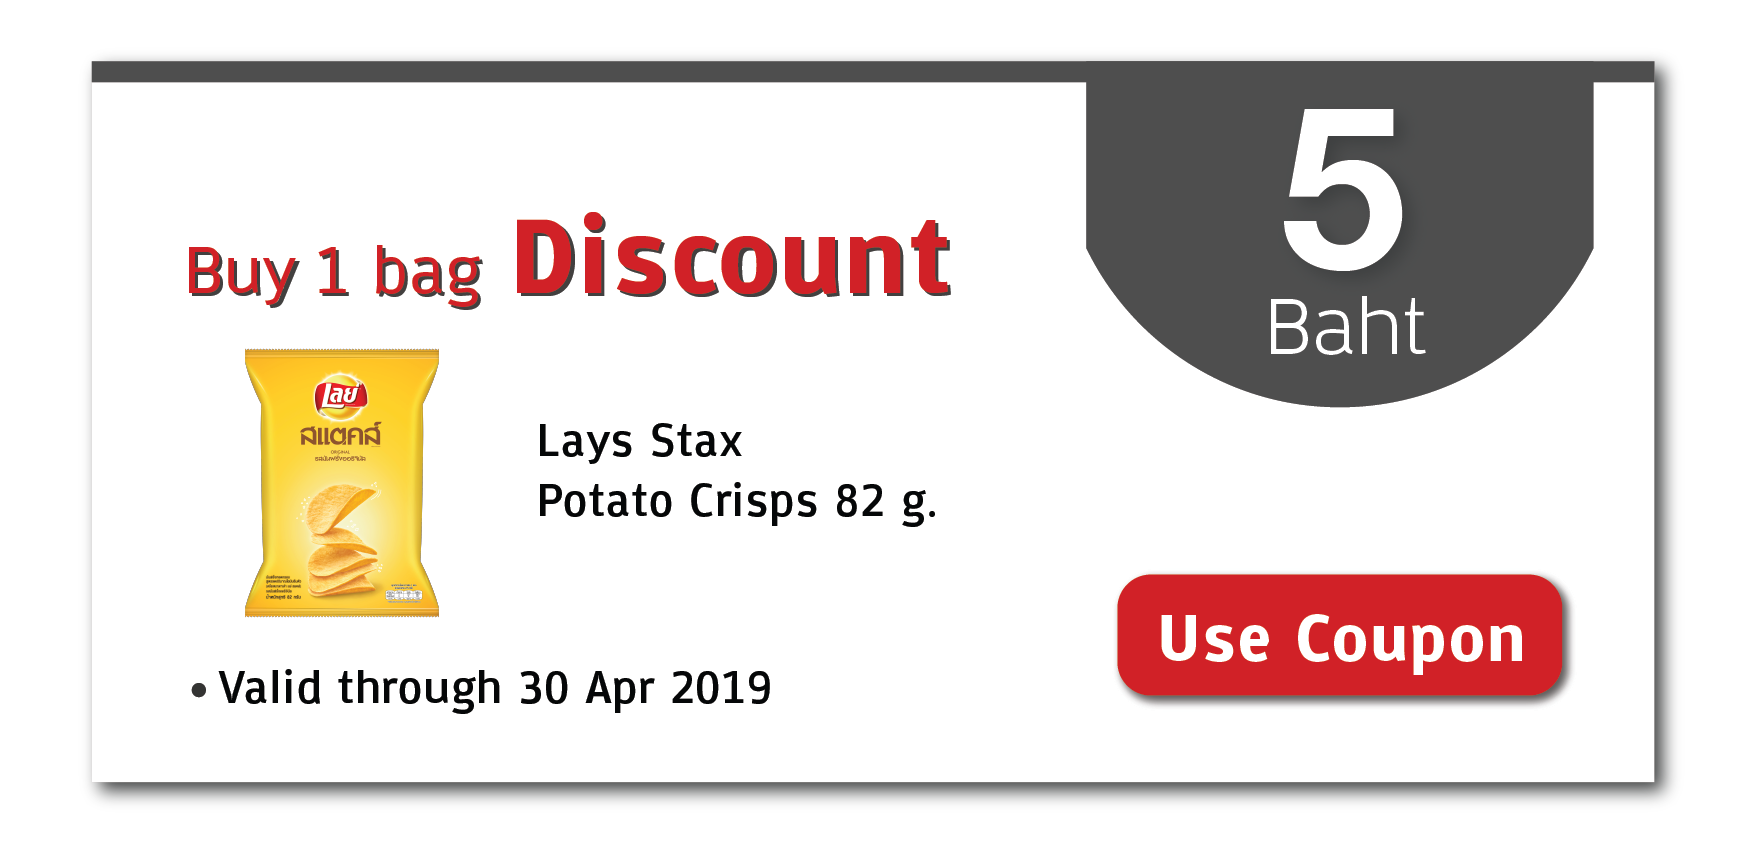 5
Baht
Buy 1 bag Discount
เลย์
สแตคส์
ORIGINAL
Lays Stax
Potato Crisps 82 g.
Use Coupon
• Valid through 30 Apr 2019